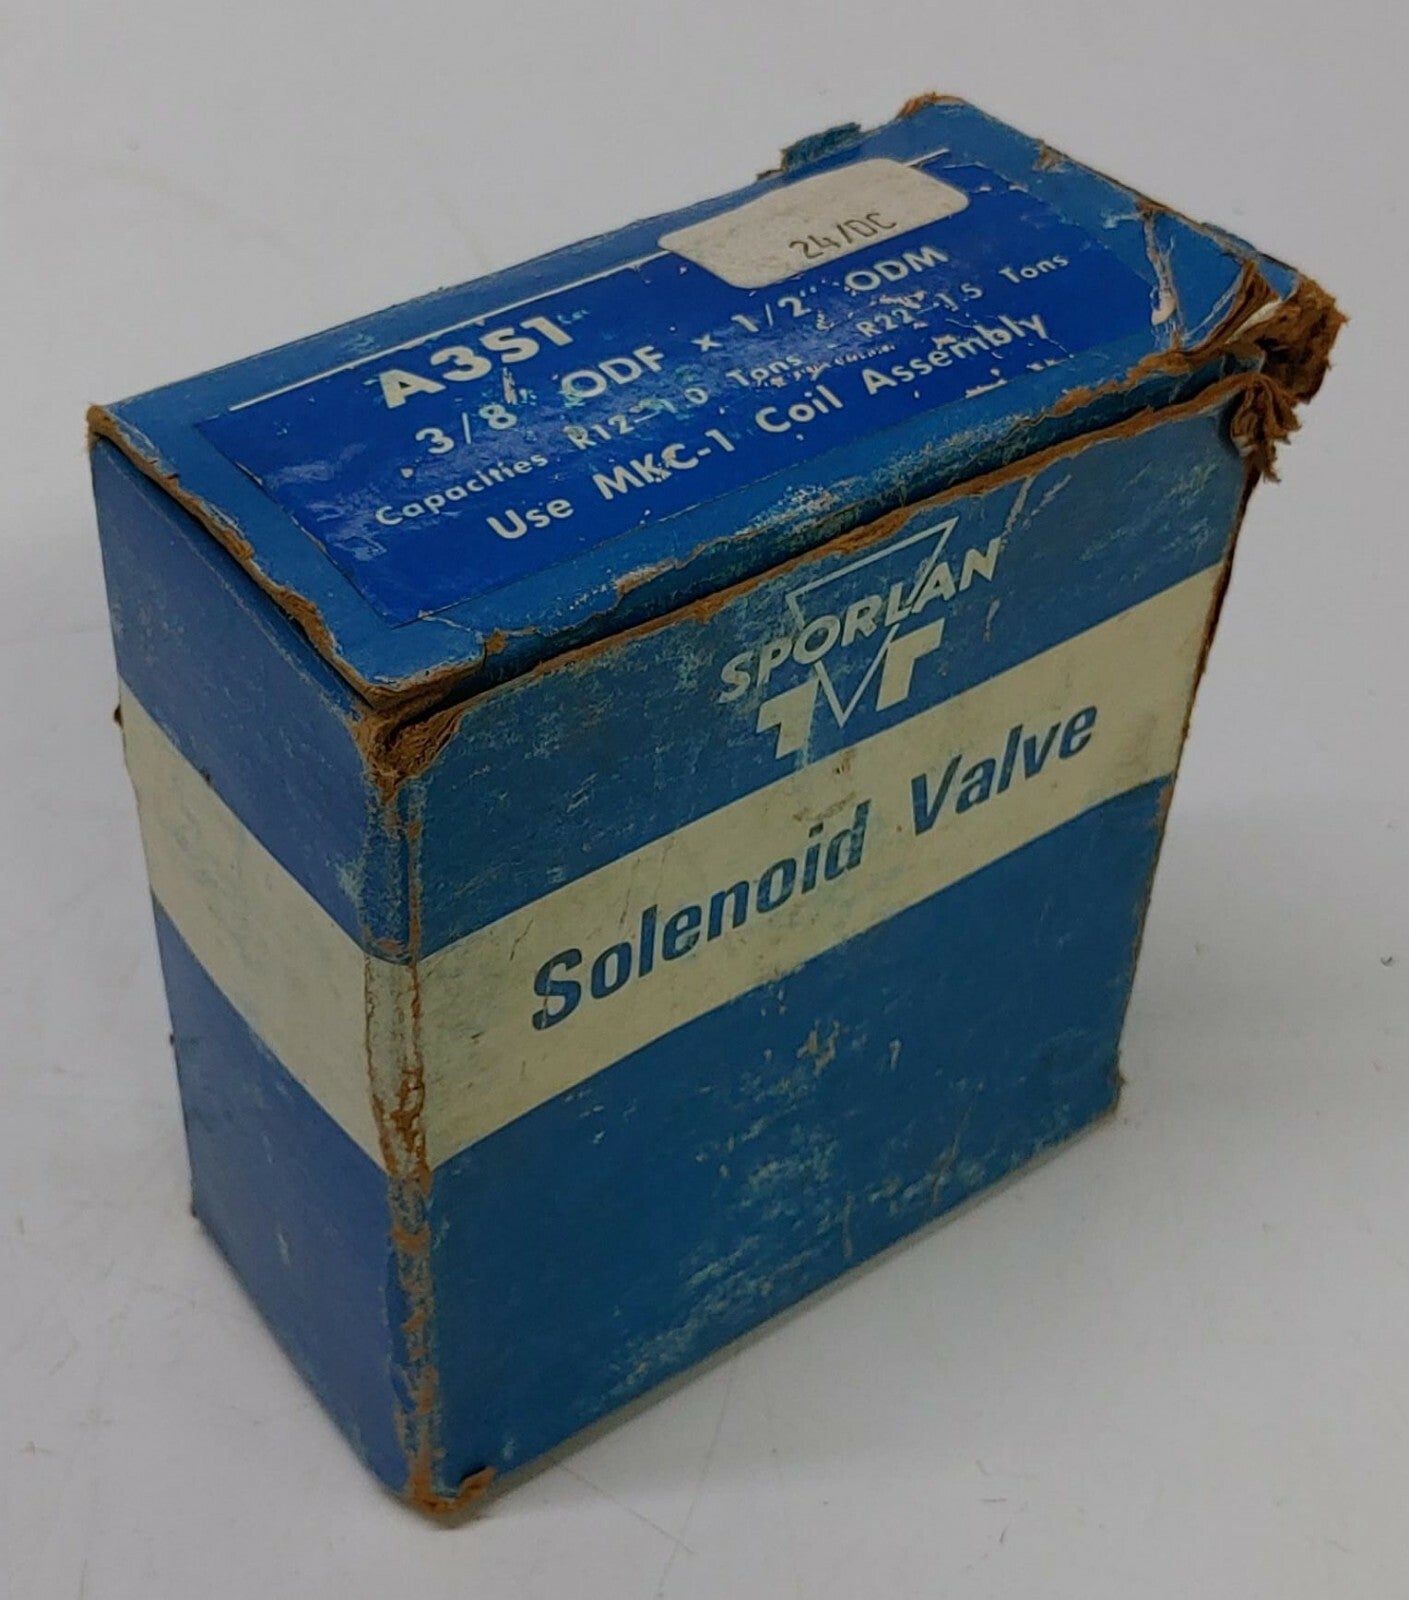 24/DC
A3S1
3/8" ODF x 1/2" ODM
Capacities R12-1.0 Tons - R22-1.5 Tons
Use MKC-1 Coil Assembly
SPORLAN
Solenoid Valve